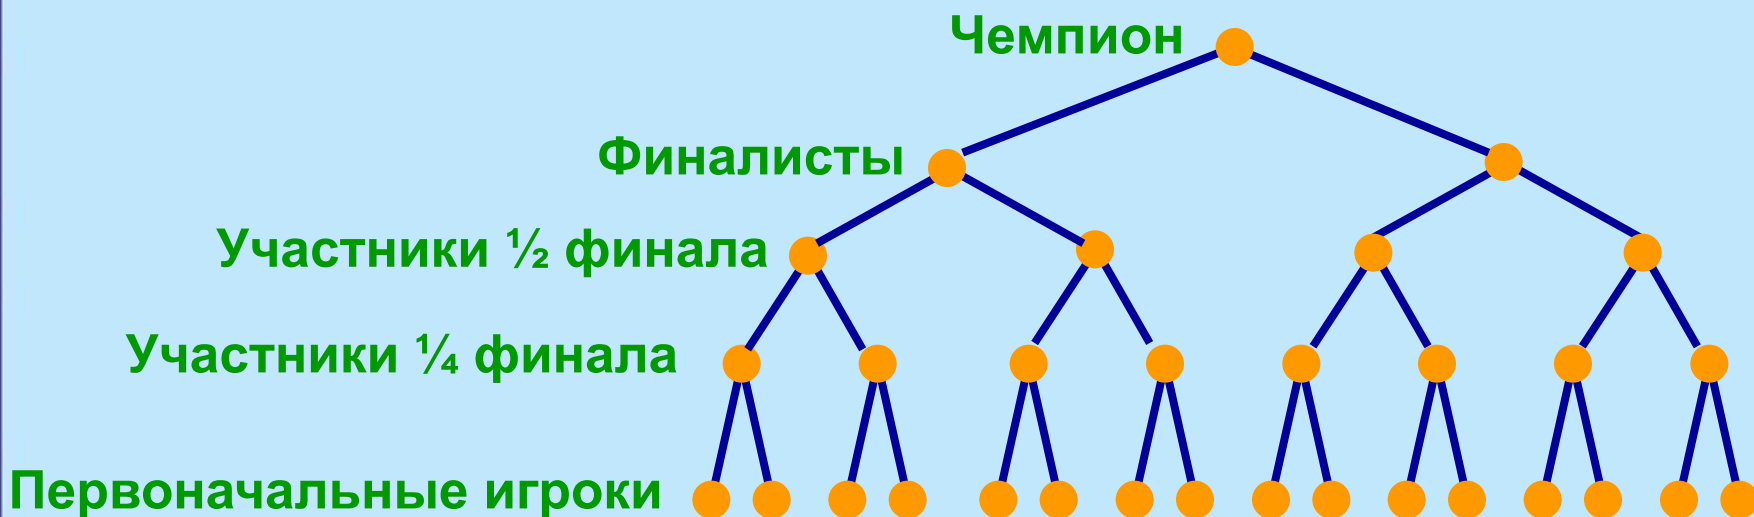 Чемпион
Финалисты
Участники ½ финала
Участники ¼ финала
Первоначальные игроки